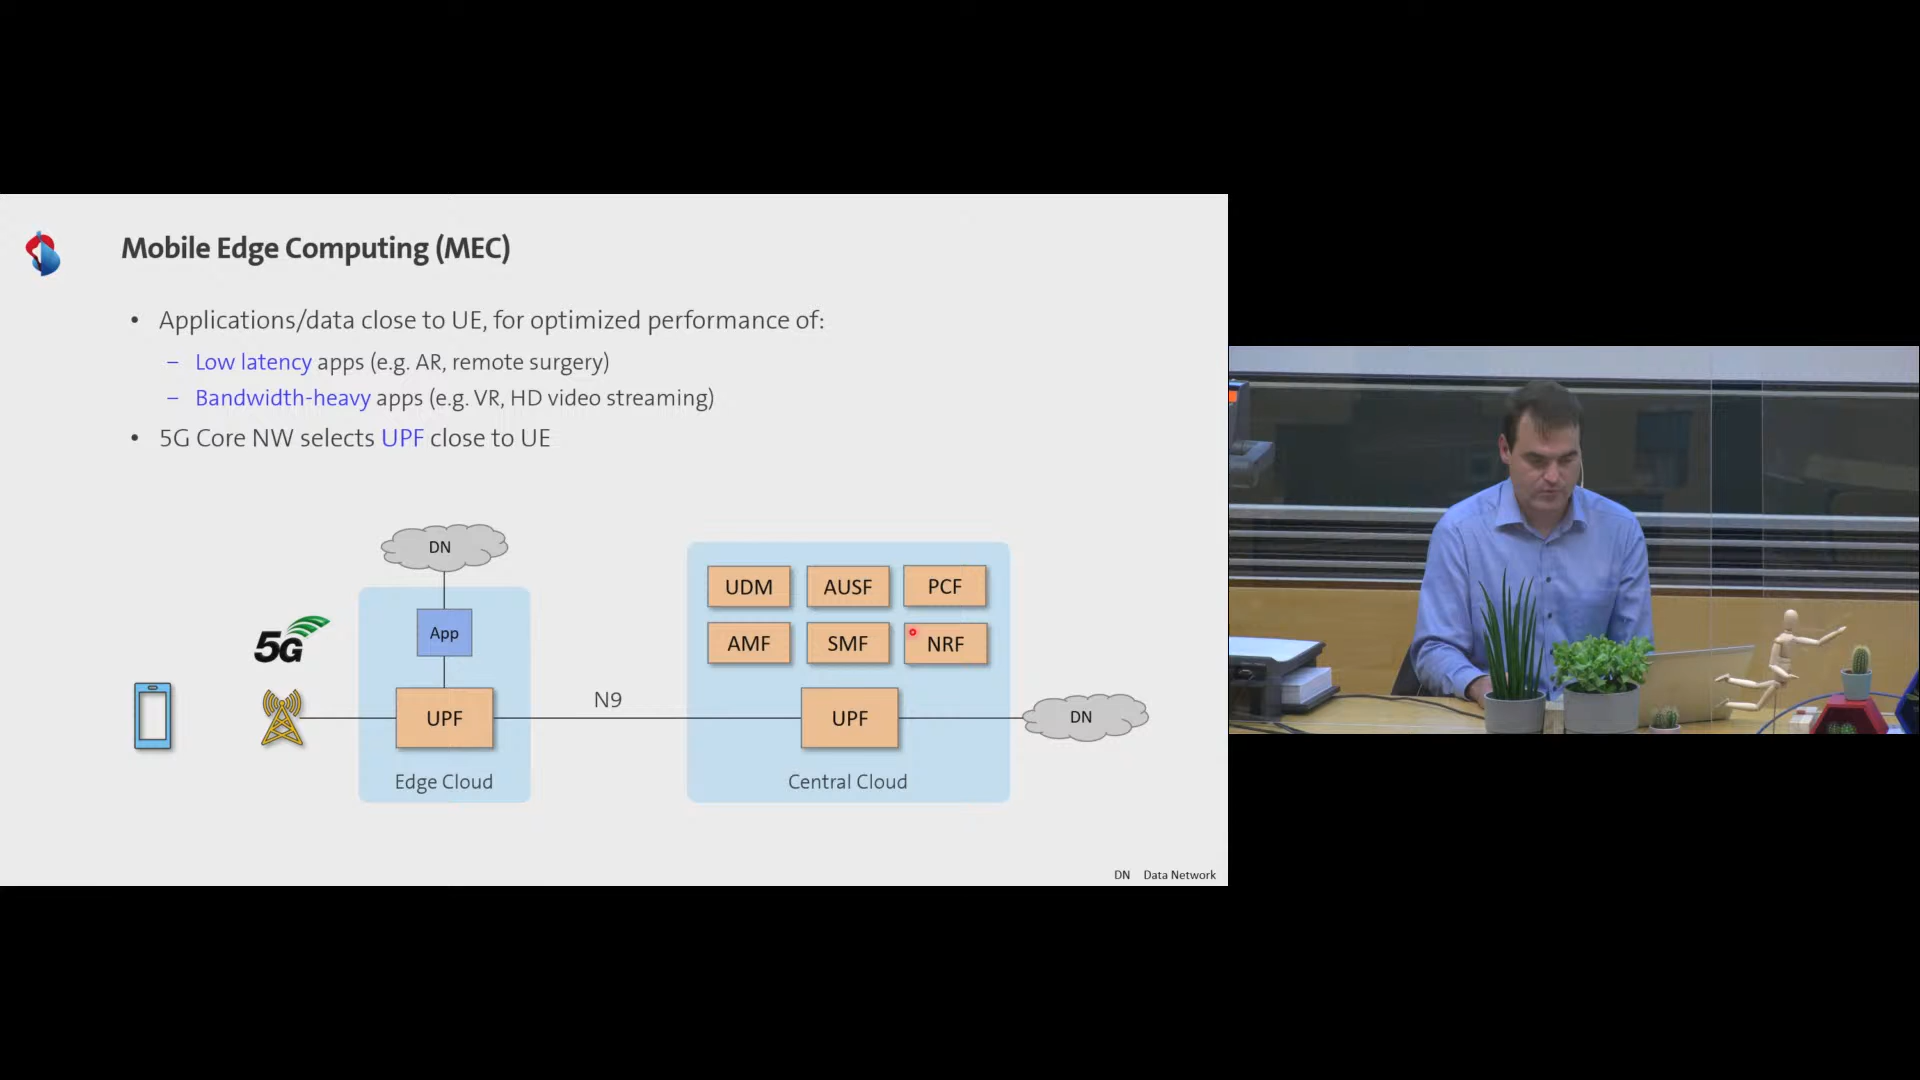 Mobile Edge Computing (MEC)
• Applications/data close to UE, for optimized performance of:
– Low latency apps (e.g. AR, remote surgery)
– Bandwidth-heavy apps (e.g. VR, HD video streaming)
• 5G Core NW selects UPF close to UE
DN
App
5G
UPF
Edge Cloud
N9
UDM AUSF PCF
AMF SMF NRF
UPF
Central Cloud
DN
DN Data Network